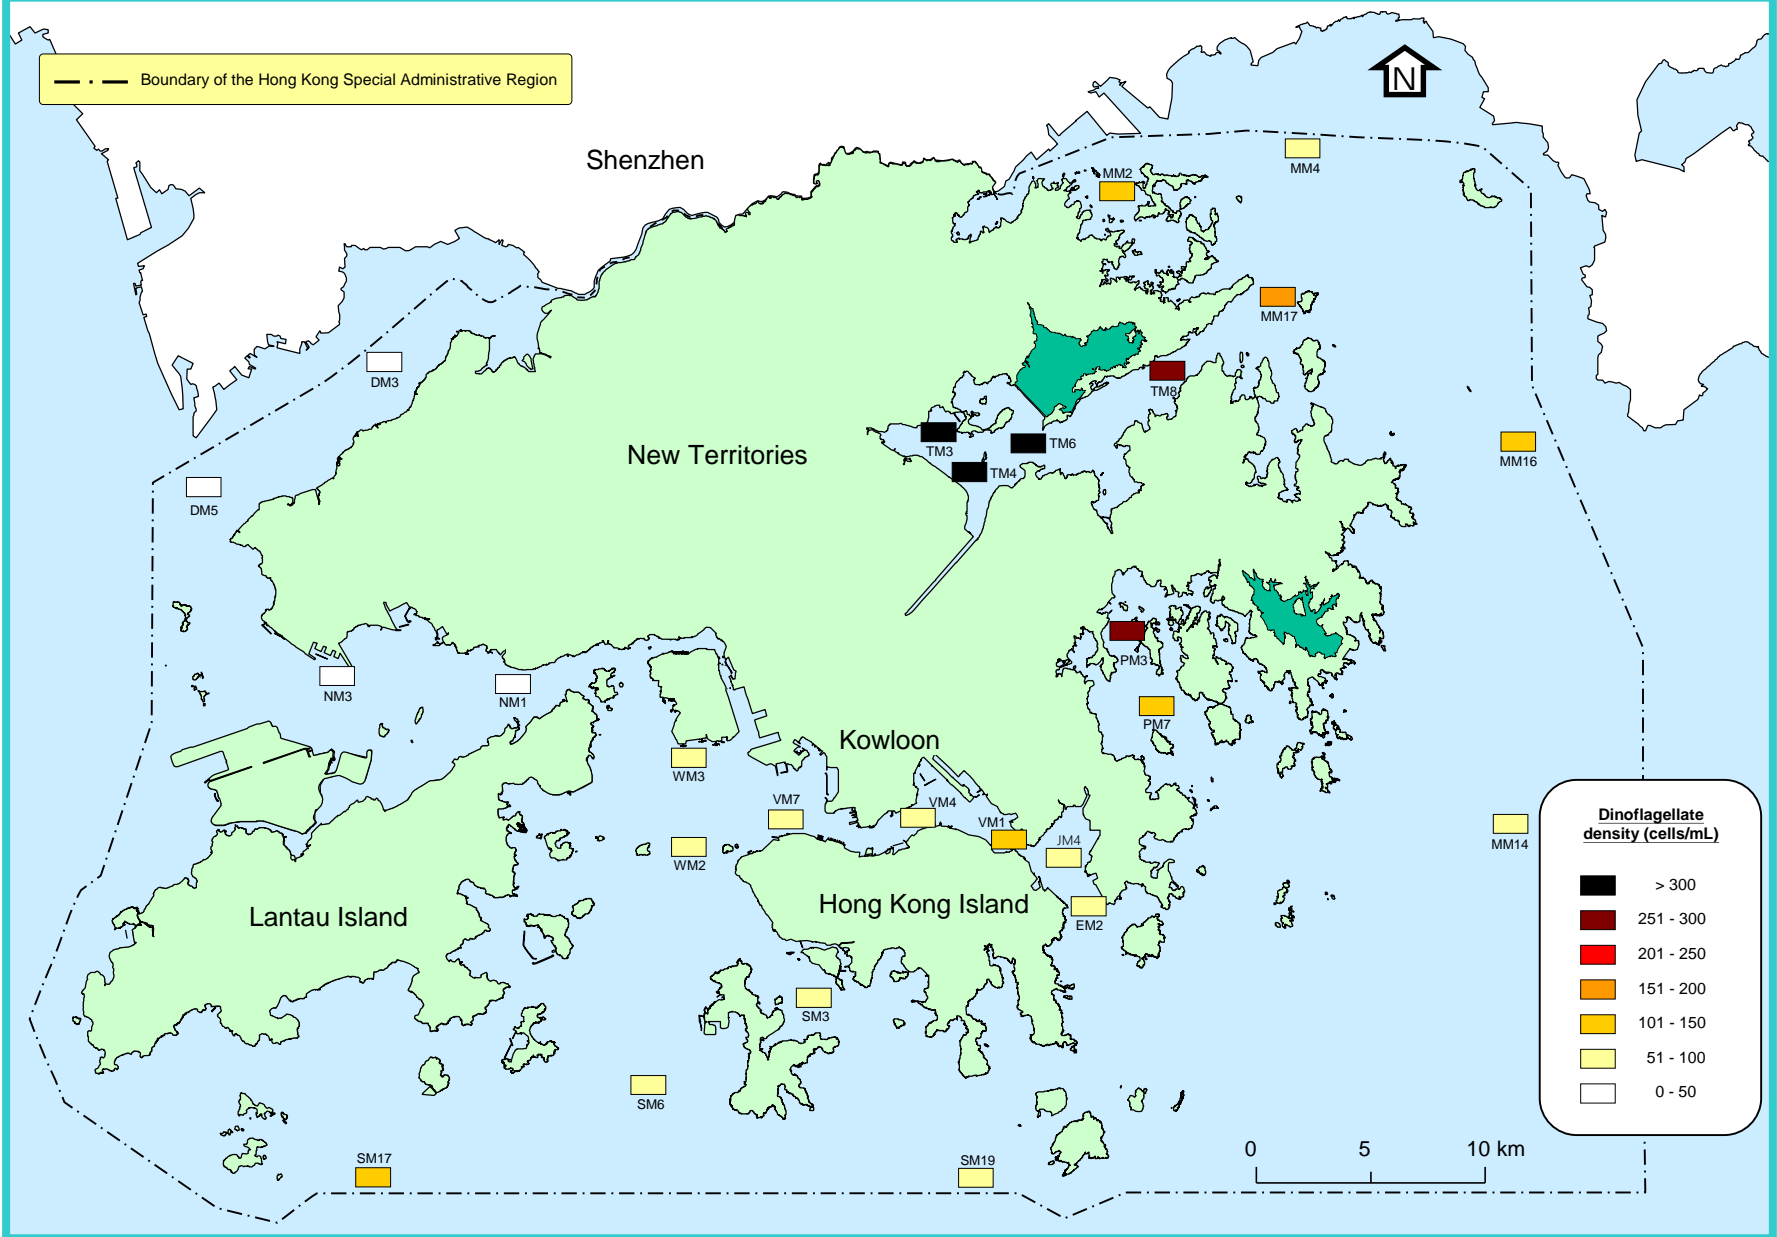 Boundary of the Hong Kong Special Administrative Region
N
Shenzhen
MM4
MM2
MM17
DM3
TM8
New Territories
TM3
TM6
TM4
MM16
DM5
PM3
NM3
NM1
PM7
Kowloon
WM3
VM7
VM4
VM1
JM4
WM2
MM14
Lantau Island
Hong Kong Island
EM2
SM3
SM6
SM17
SM19
Dinoflagellate
density (cells/mL)
> 300
251 - 300
201 - 250
151 - 200
101 - 150
51 - 100
0 - 50
0 5 10 km